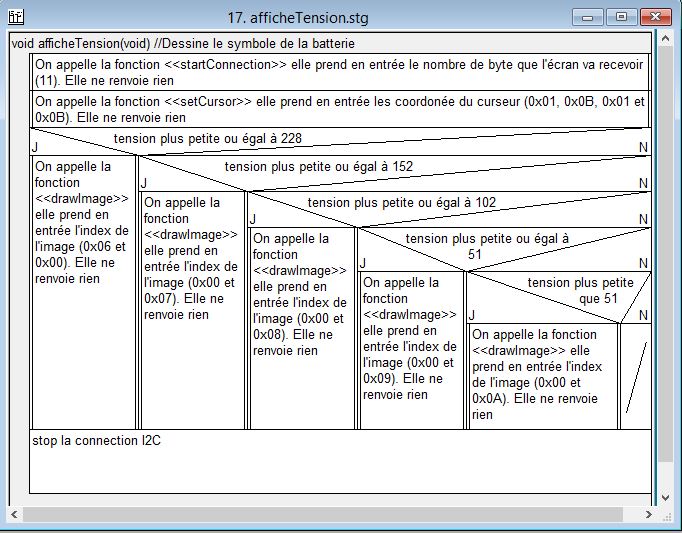 17. afficheTension.stg
void afficheTension(void) //Dessine le symbole de la batterie
On appelle la fonction <<startConnection>> elle prend en entrée le nombre de byte que l'écran va recevoir
(11). Elle ne renvoie rien
On appelle la fonction <<setCursor>> elle prend en entrée les coordonée du curseur (0x01, 0x0B, 0x01 et
0x0B). Elle ne renvoie rien
tension plus petite ou égal à 228
J
N
On appelle la
fonction
<<drawImage>>
elle prend en
entrée l'index de
l'image (0x06 et
0x00). Elle ne
renvoie rien
tension plus petite ou égal à 152
J
N
On appelle la
fonction
<<drawImage>>
elle prend en
entrée l'index de
l'image (0x00 et
0x07). Elle ne
renvoie rien
tension plus petite ou égal à 102
J
N
On appelle la
fonction
<<drawImage>>
elle prend en
entrée l'index de
l'image (0x00 et
0x08). Elle ne
renvoie rien
tension plus petite ou égal à
51
J
N
On appelle la
fonction
<<drawImage>>
elle prend en
entrée l'index de
l'image (0x00 et
0x09). Elle ne
renvoie rien
tension plus petite
que 51
J
N
On appelle la fonction
<<drawImage>> elle
prend en entrée l'index
de l'image (0x00 et
0x0A). Elle ne renvoie
rien
stop la connection I2C